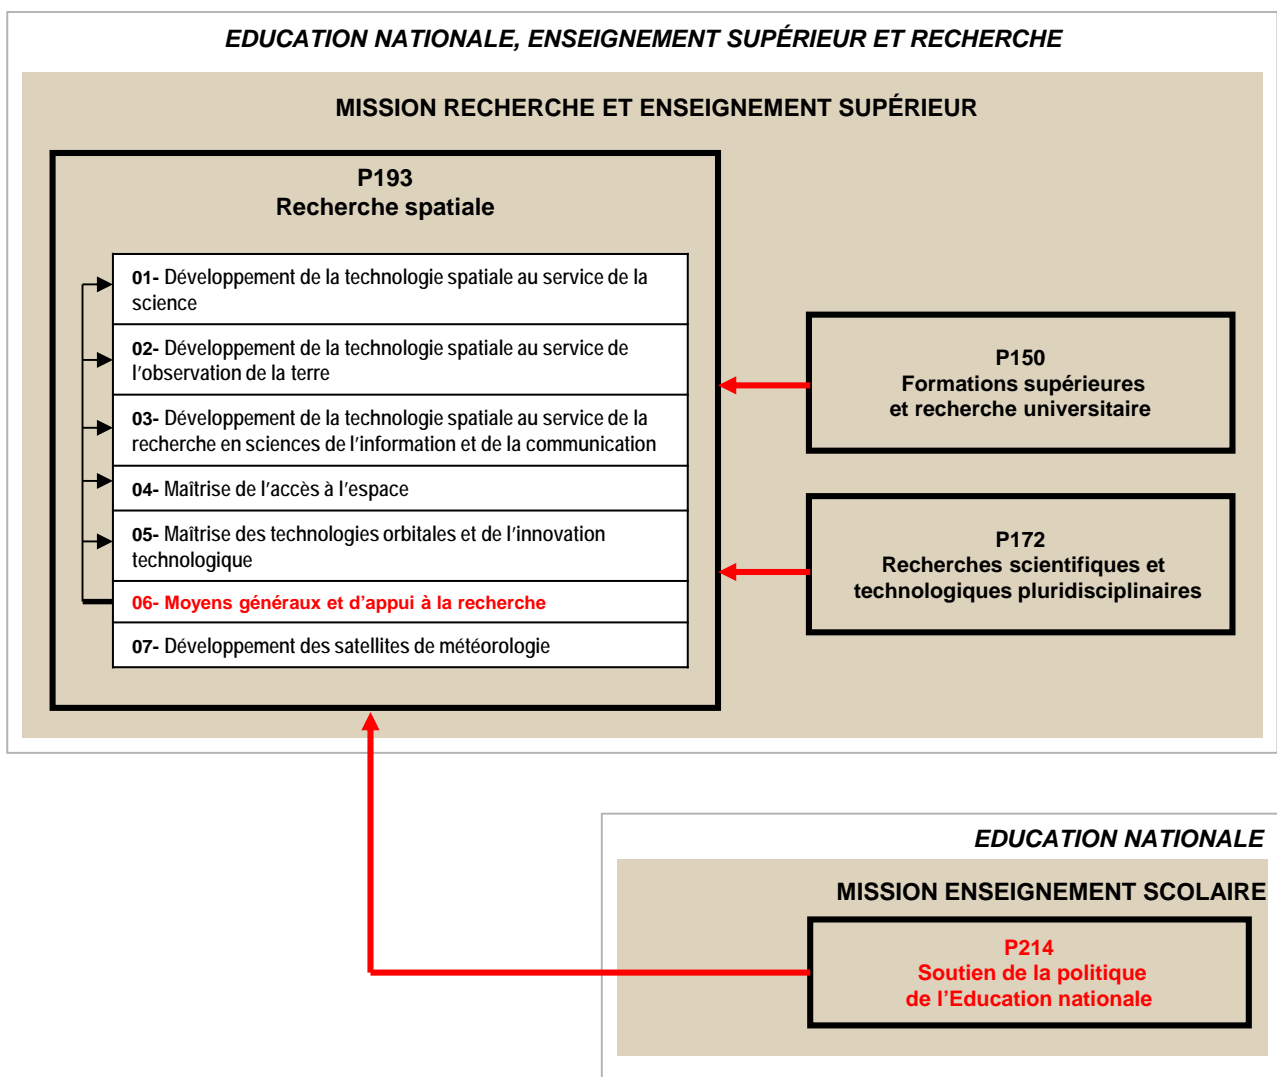 EDUCATION NATIONALE, ENSEIGNEMENT SUPÉRIEUR ET RECHERCHE
MISSION RECHERCHE ET ENSEIGNEMENT SUPÉRIEUR
P193
Recherche spatiale
01- Développement de la technologie spatiale au service de la
science
02- Développement de la technologie spatiale au service de
l'observation de la terre
03- Développement de la technologie spatiale au service de la
recherche en sciences de l'information et de la communication
04- Maîtrise de l'accès à l'espace
05- Maîtrise des technologies orbitales et de l'innovation
technologique
06- Moyens généraux et d'appui à la recherche
07- Développement des satellites de météorologie
P150
Formations supérieures
et recherche universitaire
P172
Recherches scientifiques et
technologiques pluridisciplinaires
EDUCATION NATIONALE
MISSION ENSEIGNEMENT SCOLAIRE
P214
Soutien de la politique
de l'Education nationale